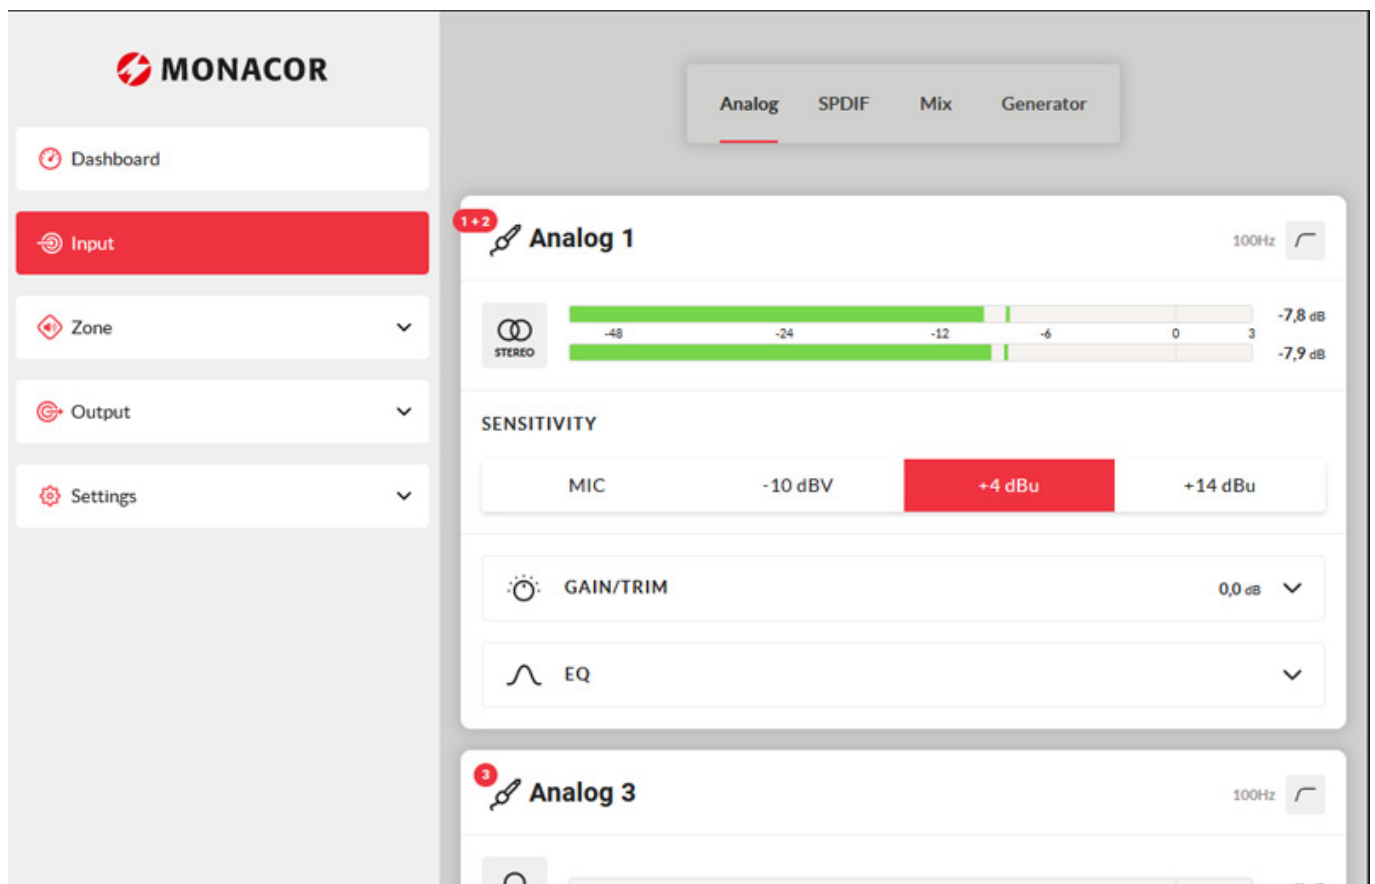 MONACOR
Dashboard
Input
Zone
Output
Settings
Analog SPDIF Mix Generator
1+2
Analog 1
100Hz
STEREO
-7,8 dB
-48 -24 -12 -6 0 3
-7,9 dB
SENSITIVITY
MIC -10 dBV +4 dBu +14 dBu
GAIN/TRIM 0,0 dB
EQ
3
Analog 3
100Hz